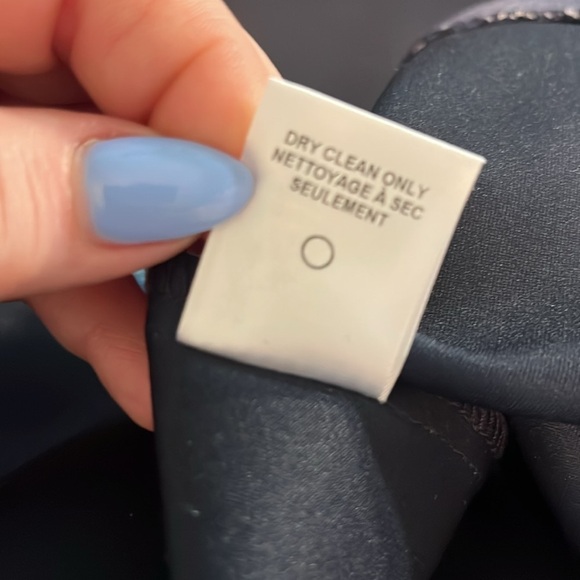 DRY CLEAN ONLY
NETTOYAGE À SEC
SEULEMENT